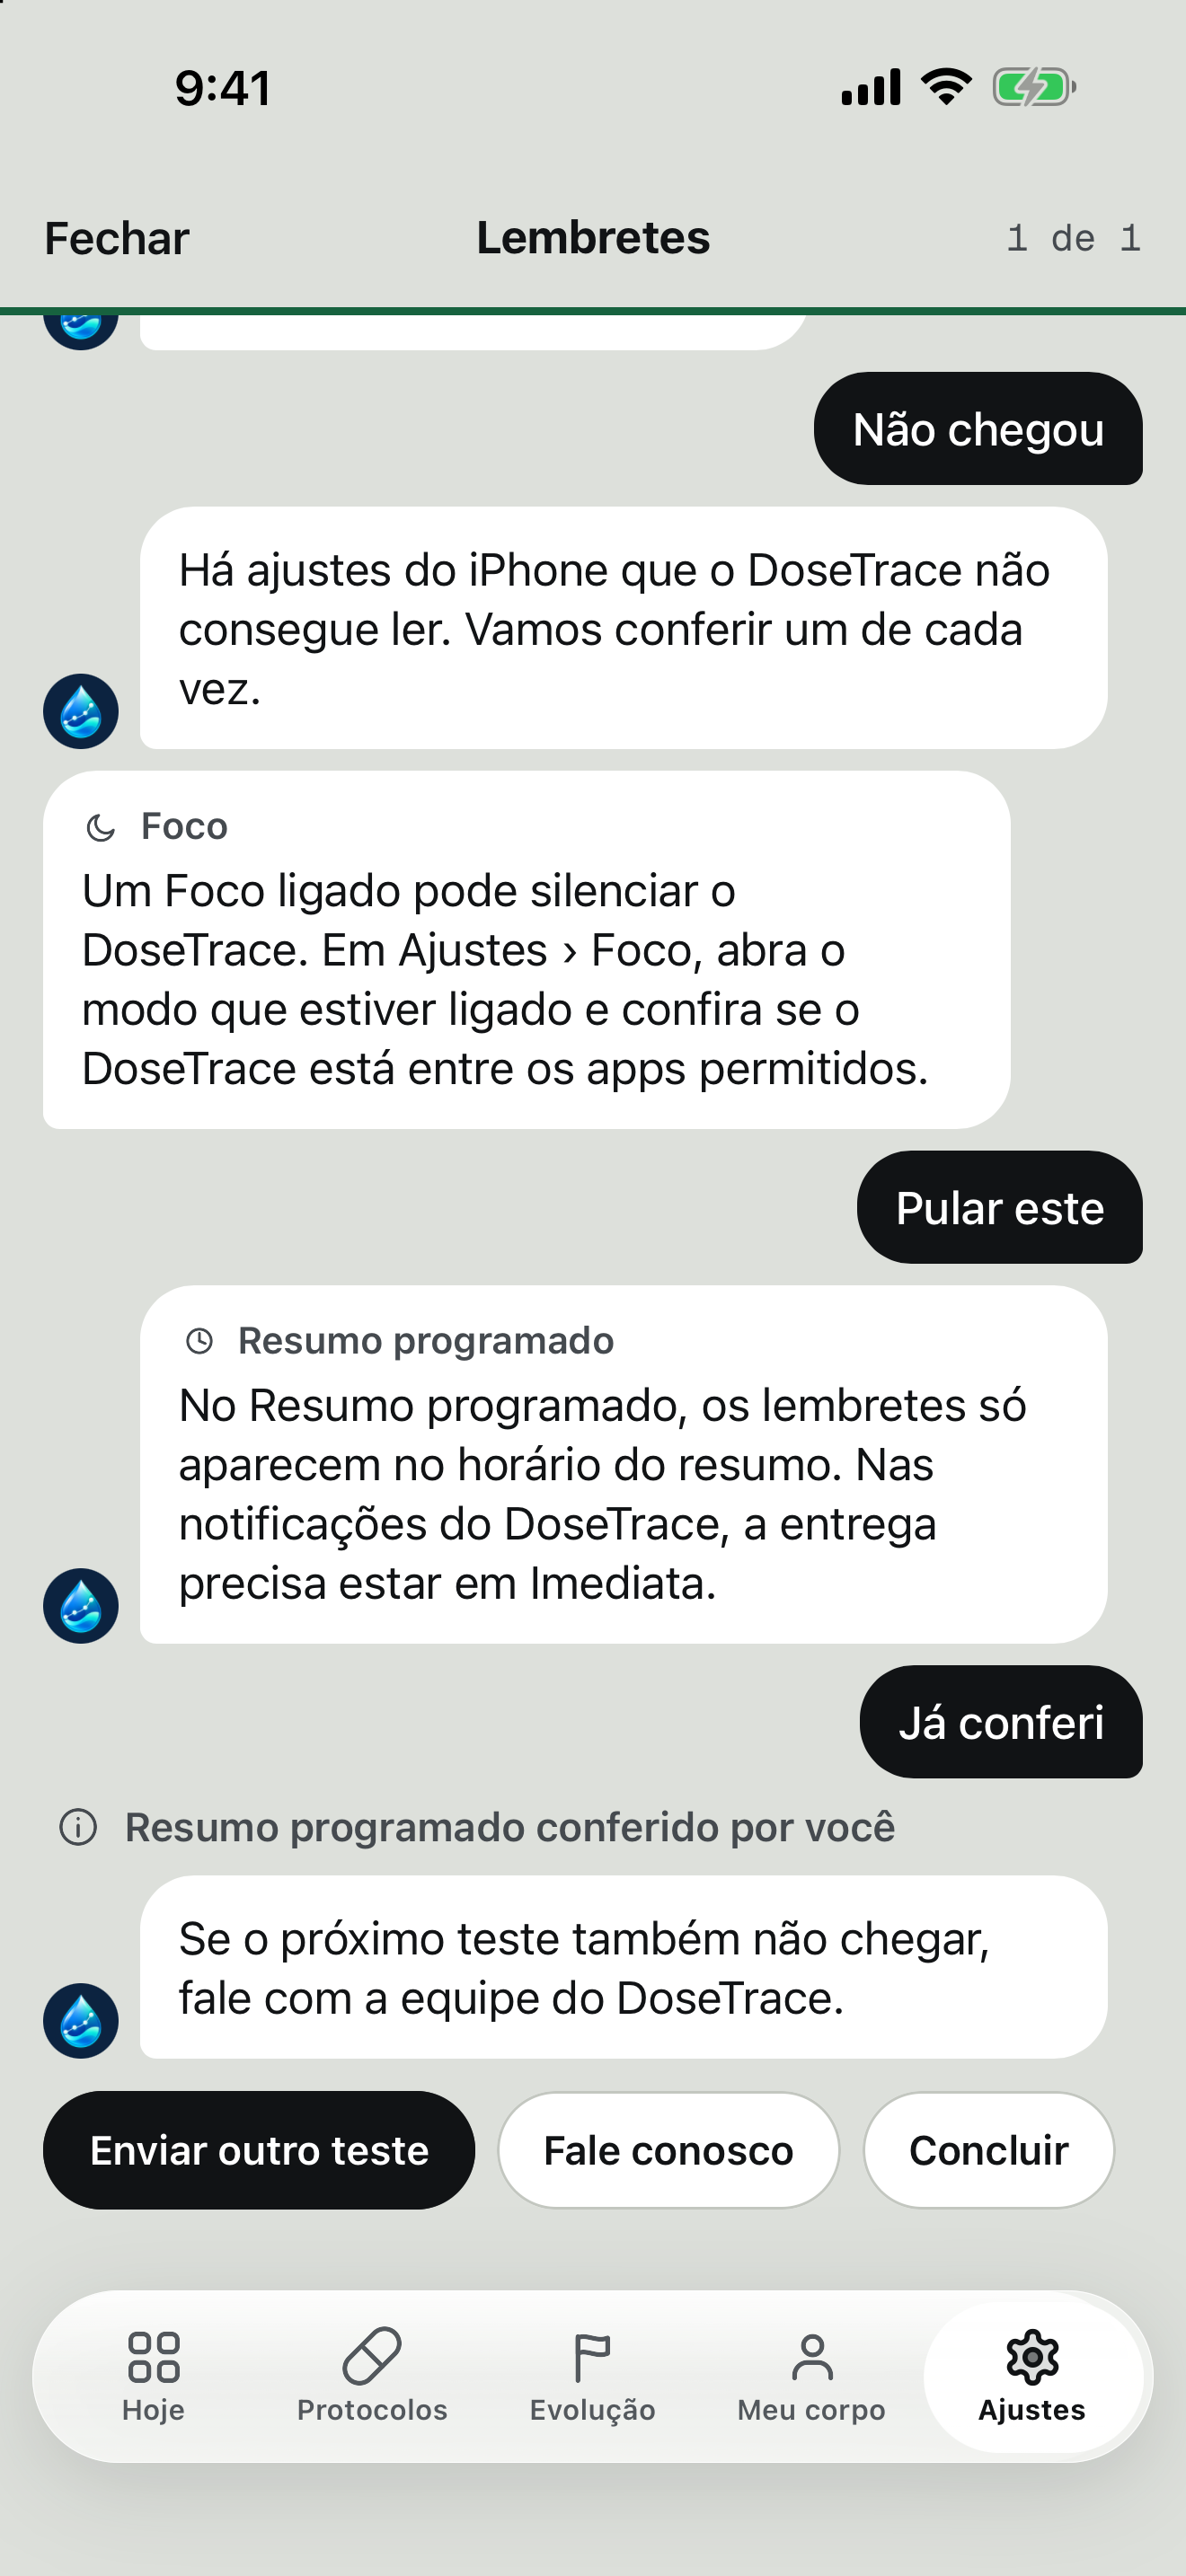 9:41
Fechar
Lembretes
1 de 1
Não chegou
Há ajustes do iPhone que o DoseTrace não
consegue ler. Vamos conferir um de cada
vez.
Foco
Um Foco ligado pode silenciar o
DoseTrace. Em Ajustes › Foco, abra o
modo que estiver ligado e confira se o
DoseTrace está entre os apps permitidos.
Pular este
Resumo programado
No Resumo programado, os lembretes só
aparecem no horário do resumo. Nas
notificações do DoseTrace, a entrega
precisa estar em Imediata.
Já conferi
Resumo programado conferido por você
Se o próximo teste também não chegar,
fale com a equipe do DoseTrace.
Enviar outro teste
Fale conosco
Concluir
Hoje
Protocolos
Evolução
Meu corpo
Ajustes